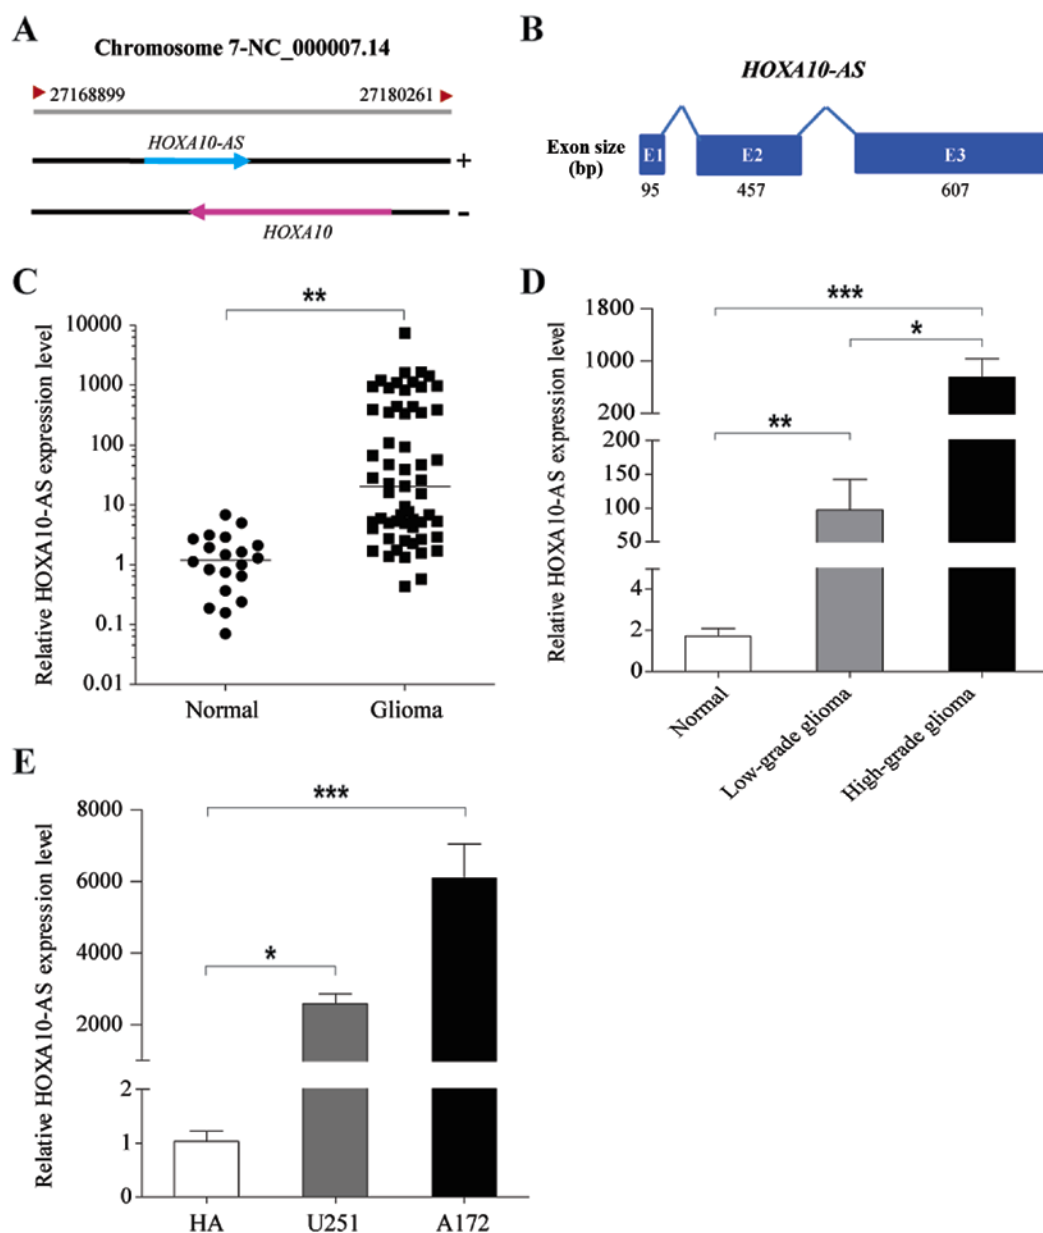 A
Chromosome 7-NC_000007.14
27168899
27180261
HOXA10-AS
+
-
HOXA10
B
HOXA10-AS
Exon size
(bp)
E1
E2
E3
95
457
607
C
**
Relative HOXA10-AS expression level
10000
1000
100
10
1
0.1
0.01
Normal
Glioma
D
***
*
**
Relative HOXA10-AS expression level
1800
1000
200
200
150
100
50
4
2
0
Normal
Low-grade glioma
High-grade glioma
E
***
*
Relative HOXA10-AS expression level
8000
6000
4000
2000
2
1
0
HA
U251
A172